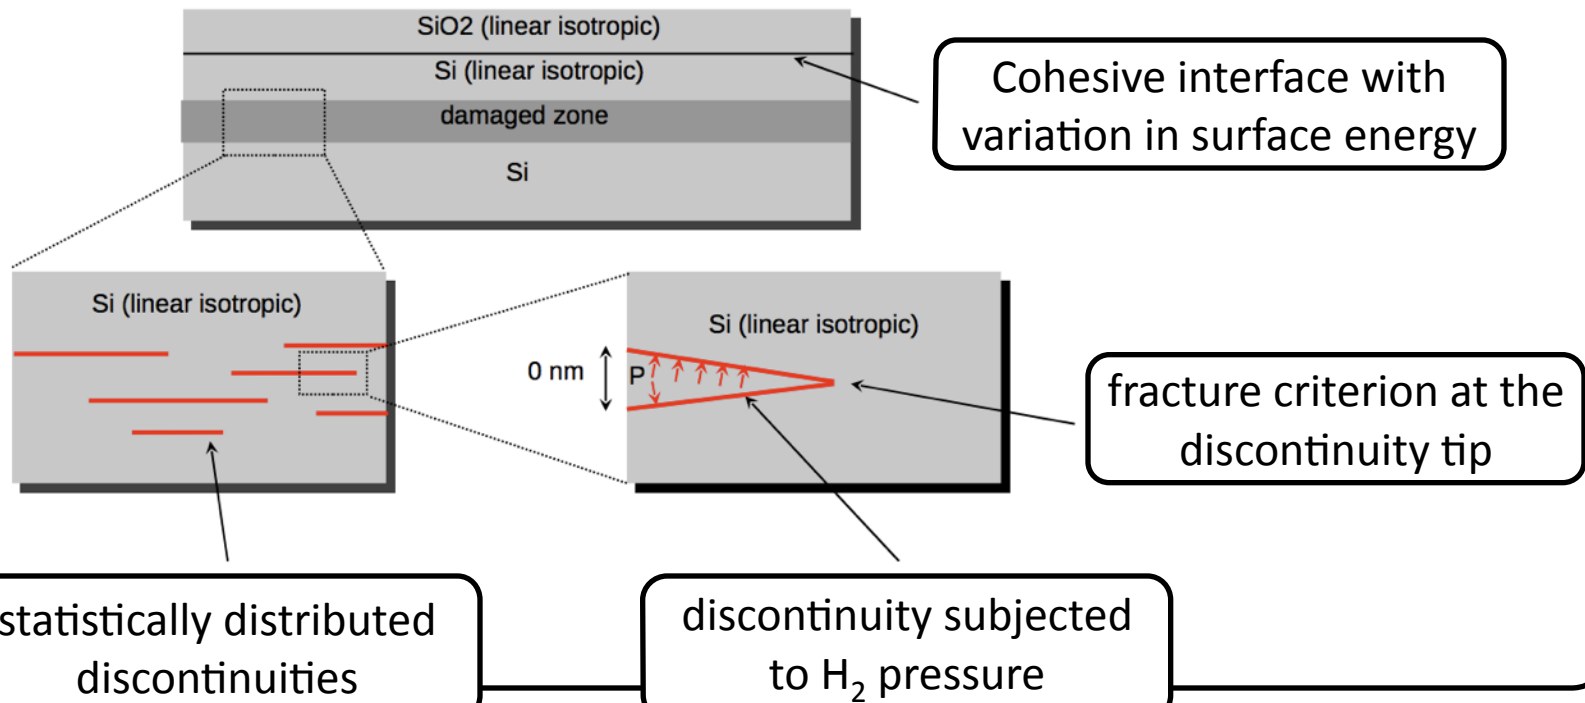 SiO2 (linear isotropic)
Si (linear isotropic)
damaged zone
Si
Cohesive interface with
variation in surface energy
Si (linear isotropic)
Si (linear isotropic)
0 nm
P
fracture criterion at the
discontinuity tip
statistically distributed
discontinuities
discontinuity subjected
to H₂ pressure